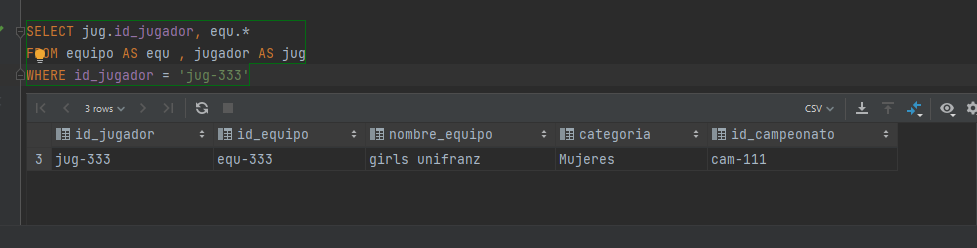 SELECT jug.id_jugador, equ.*
FROM equipo AS equ , jugador AS jug
WHERE id_jugador = 'jug-333'
3 rows
CSV
id_jugador id_equipo nombre_equipo categoria id_campeonato
3 jug-333 equ-333 girls unifranz Mujeres cam-111